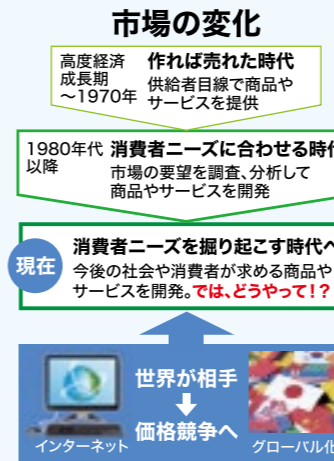 市場の変化
高度経済
成長期
～1970年
作れば売れた時代
供給者目線で商品や
サービスを提供
1980年代
以降
消費者ニーズに合わせる時代
市場の要望を調査、分析して
商品やサービスを開発
現在
消費者ニーズを掘り起こす時代へ
今後の社会や消費者が求める商品や
サービスを開発。では、どうやって！？
世界が相手
価格競争へ
インターネット
グローバル化